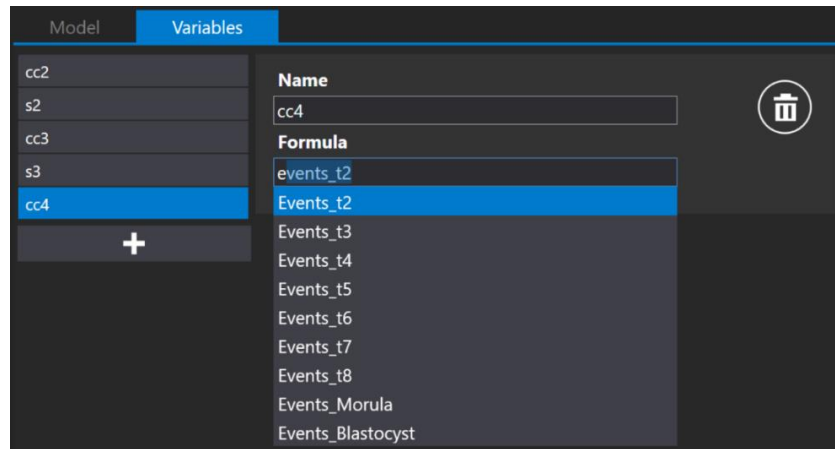 Model Variables
cc2
s2
cc3
s3
cc4
+
Name
cc4
Formula
events_t2
Events_t2
Events_t3
Events_t4
Events_t5
Events_t6
Events_t7
Events_t8
Events_Morula
Events_Blastocyst